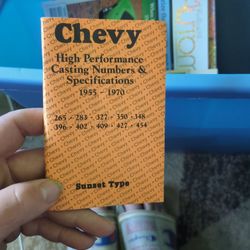 Chevy
High Performance
Casting Numbers &
Specifications
1955 - 1970
265 - 283 - 327 - 350 - 348
396 - 402 - 409 - 427 - 454
Sunset Type